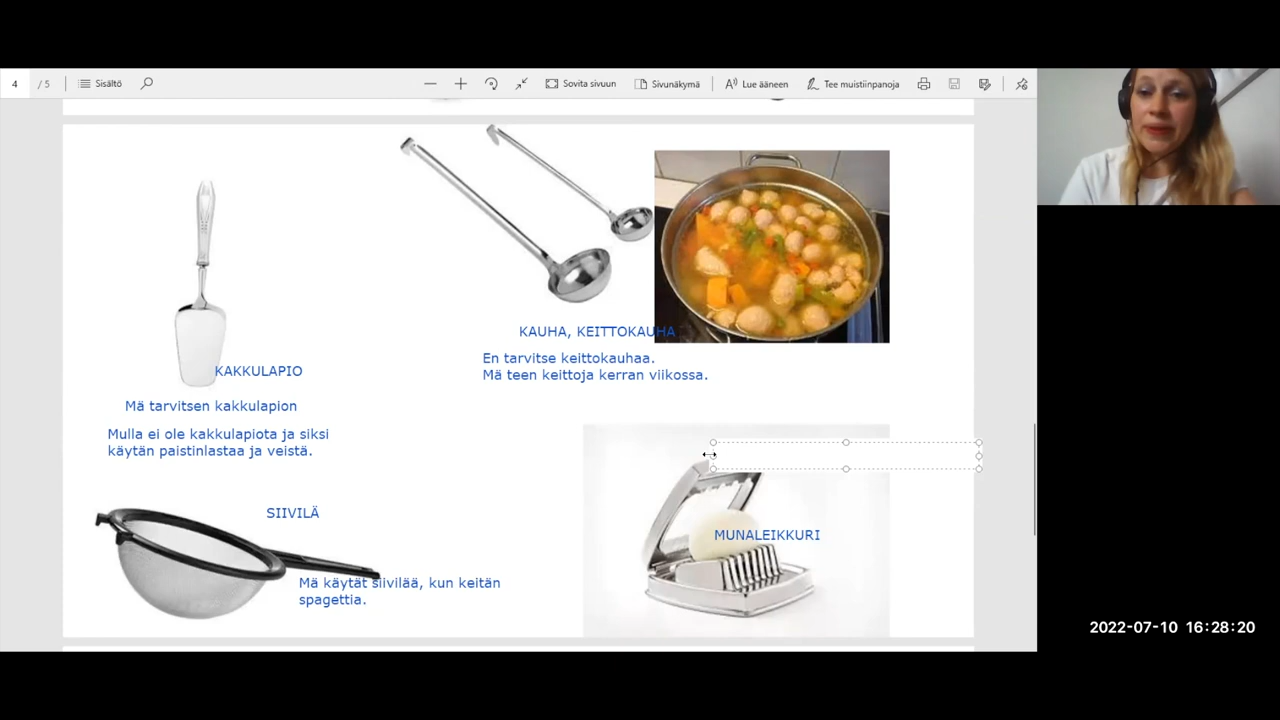 4 / 5 Sisältö Sovita sivuun Sivunäkymä Lue ääneen Tee muistiinpanoja
KAUHA, KEITTOKAUHA
En tarvitse keittokauhaa.
Mä teen keittoja kerran viikossa.
KAKKULAPIO
Mä tarvitsen kakkulapion
Mulla ei ole kakkulapiota ja siksi
käytän paistinlastaa ja veistä.
SIIVILÄ
Mä käytät siivilää, kun keitän
spagettia.
MUNALEIKKURI
2022-07-10 16:28:20